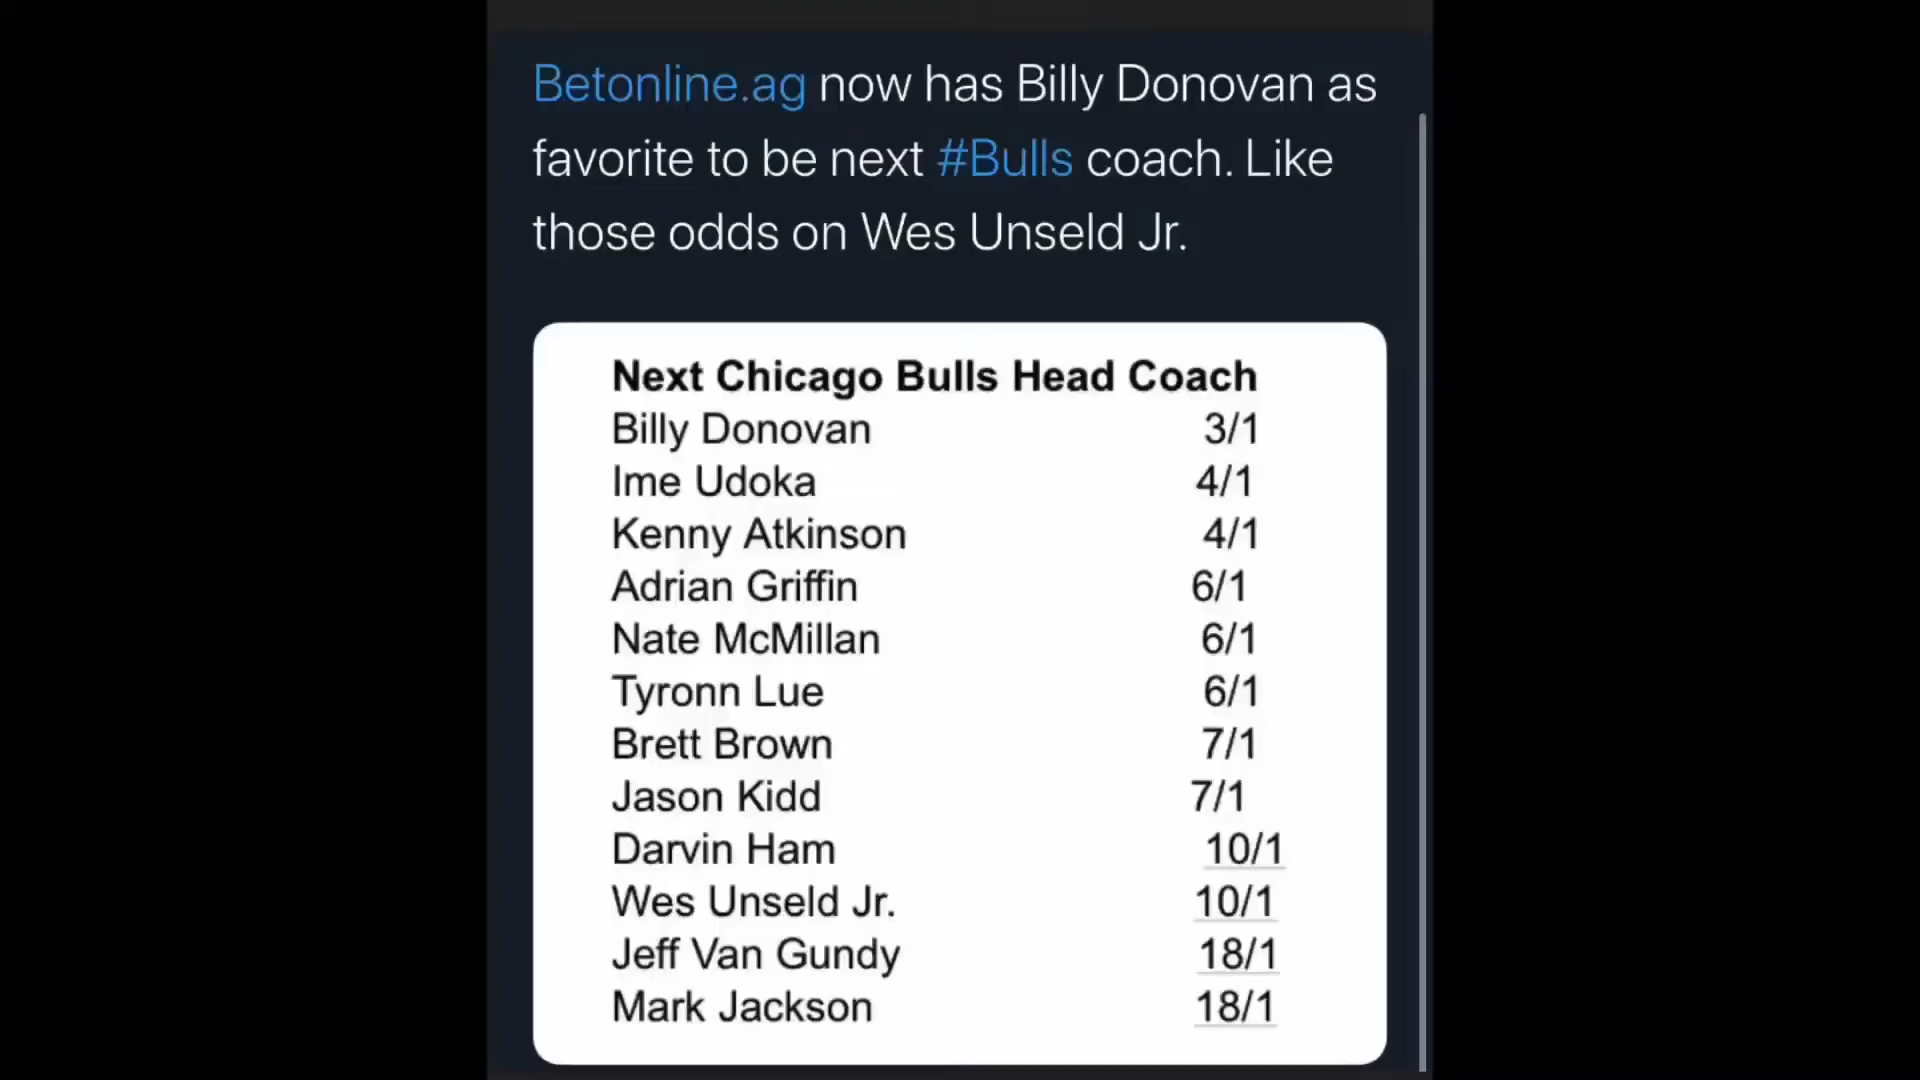 Betonline.ag now has Billy Donovan as
favorite to be next #Bulls coach. Like
those odds on Wes Unseld Jr.
Next Chicago Bulls Head Coach
Billy Donovan 3/1
Ime Udoka 4/1
Kenny Atkinson 4/1
Adrian Griffin 6/1
Nate McMillan 6/1
Tyronn Lue 6/1
Brett Brown 7/1
Jason Kidd 7/1
Darvin Ham 10/1
Wes Unseld Jr. 10/1
Jeff Van Gundy 18/1
Mark Jackson 18/1